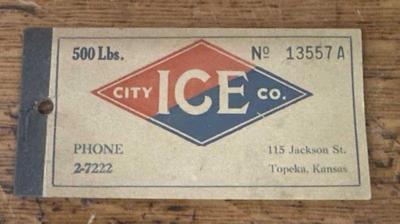 500 Lbs.
Nº 13557 A
CITY ICE CO.
PHONE
2-7222
115 Jackson St.
Topeka, Kansas